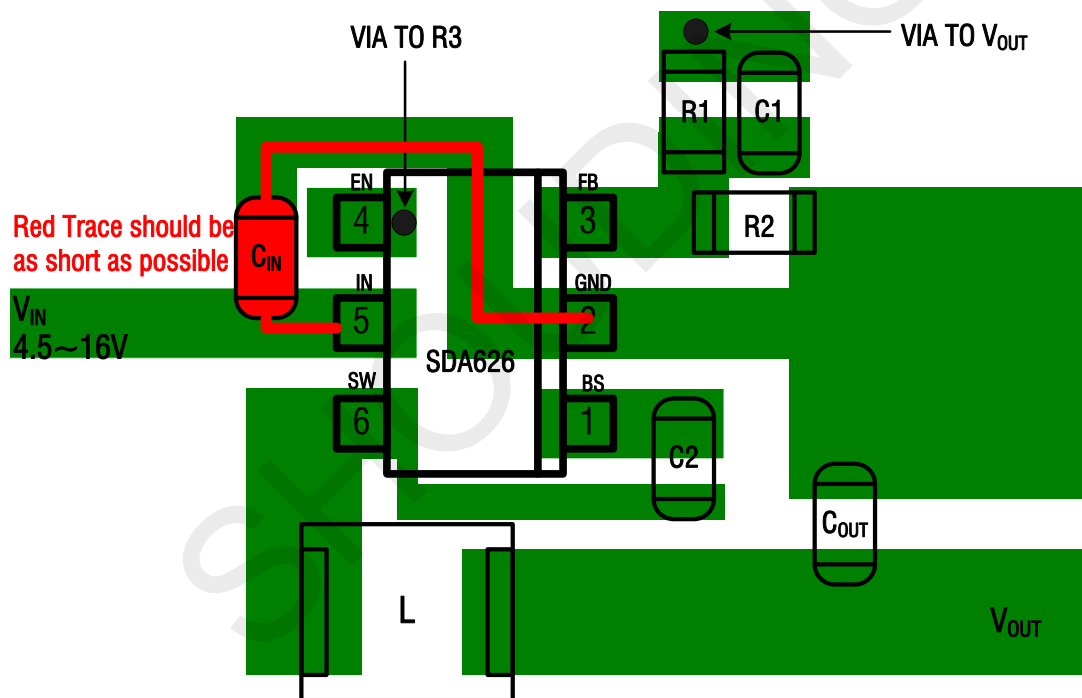 VIA TO R3
VIA TO VOUT
R1
C1
EN
FB
4
3
R2
Red Trace should be
as short as possible
CIN
IN
GND
VIN
4.5~16V
5
2
SDA626
SW
BS
6
1
C2
COUT
L
VOUT
SHOUDING